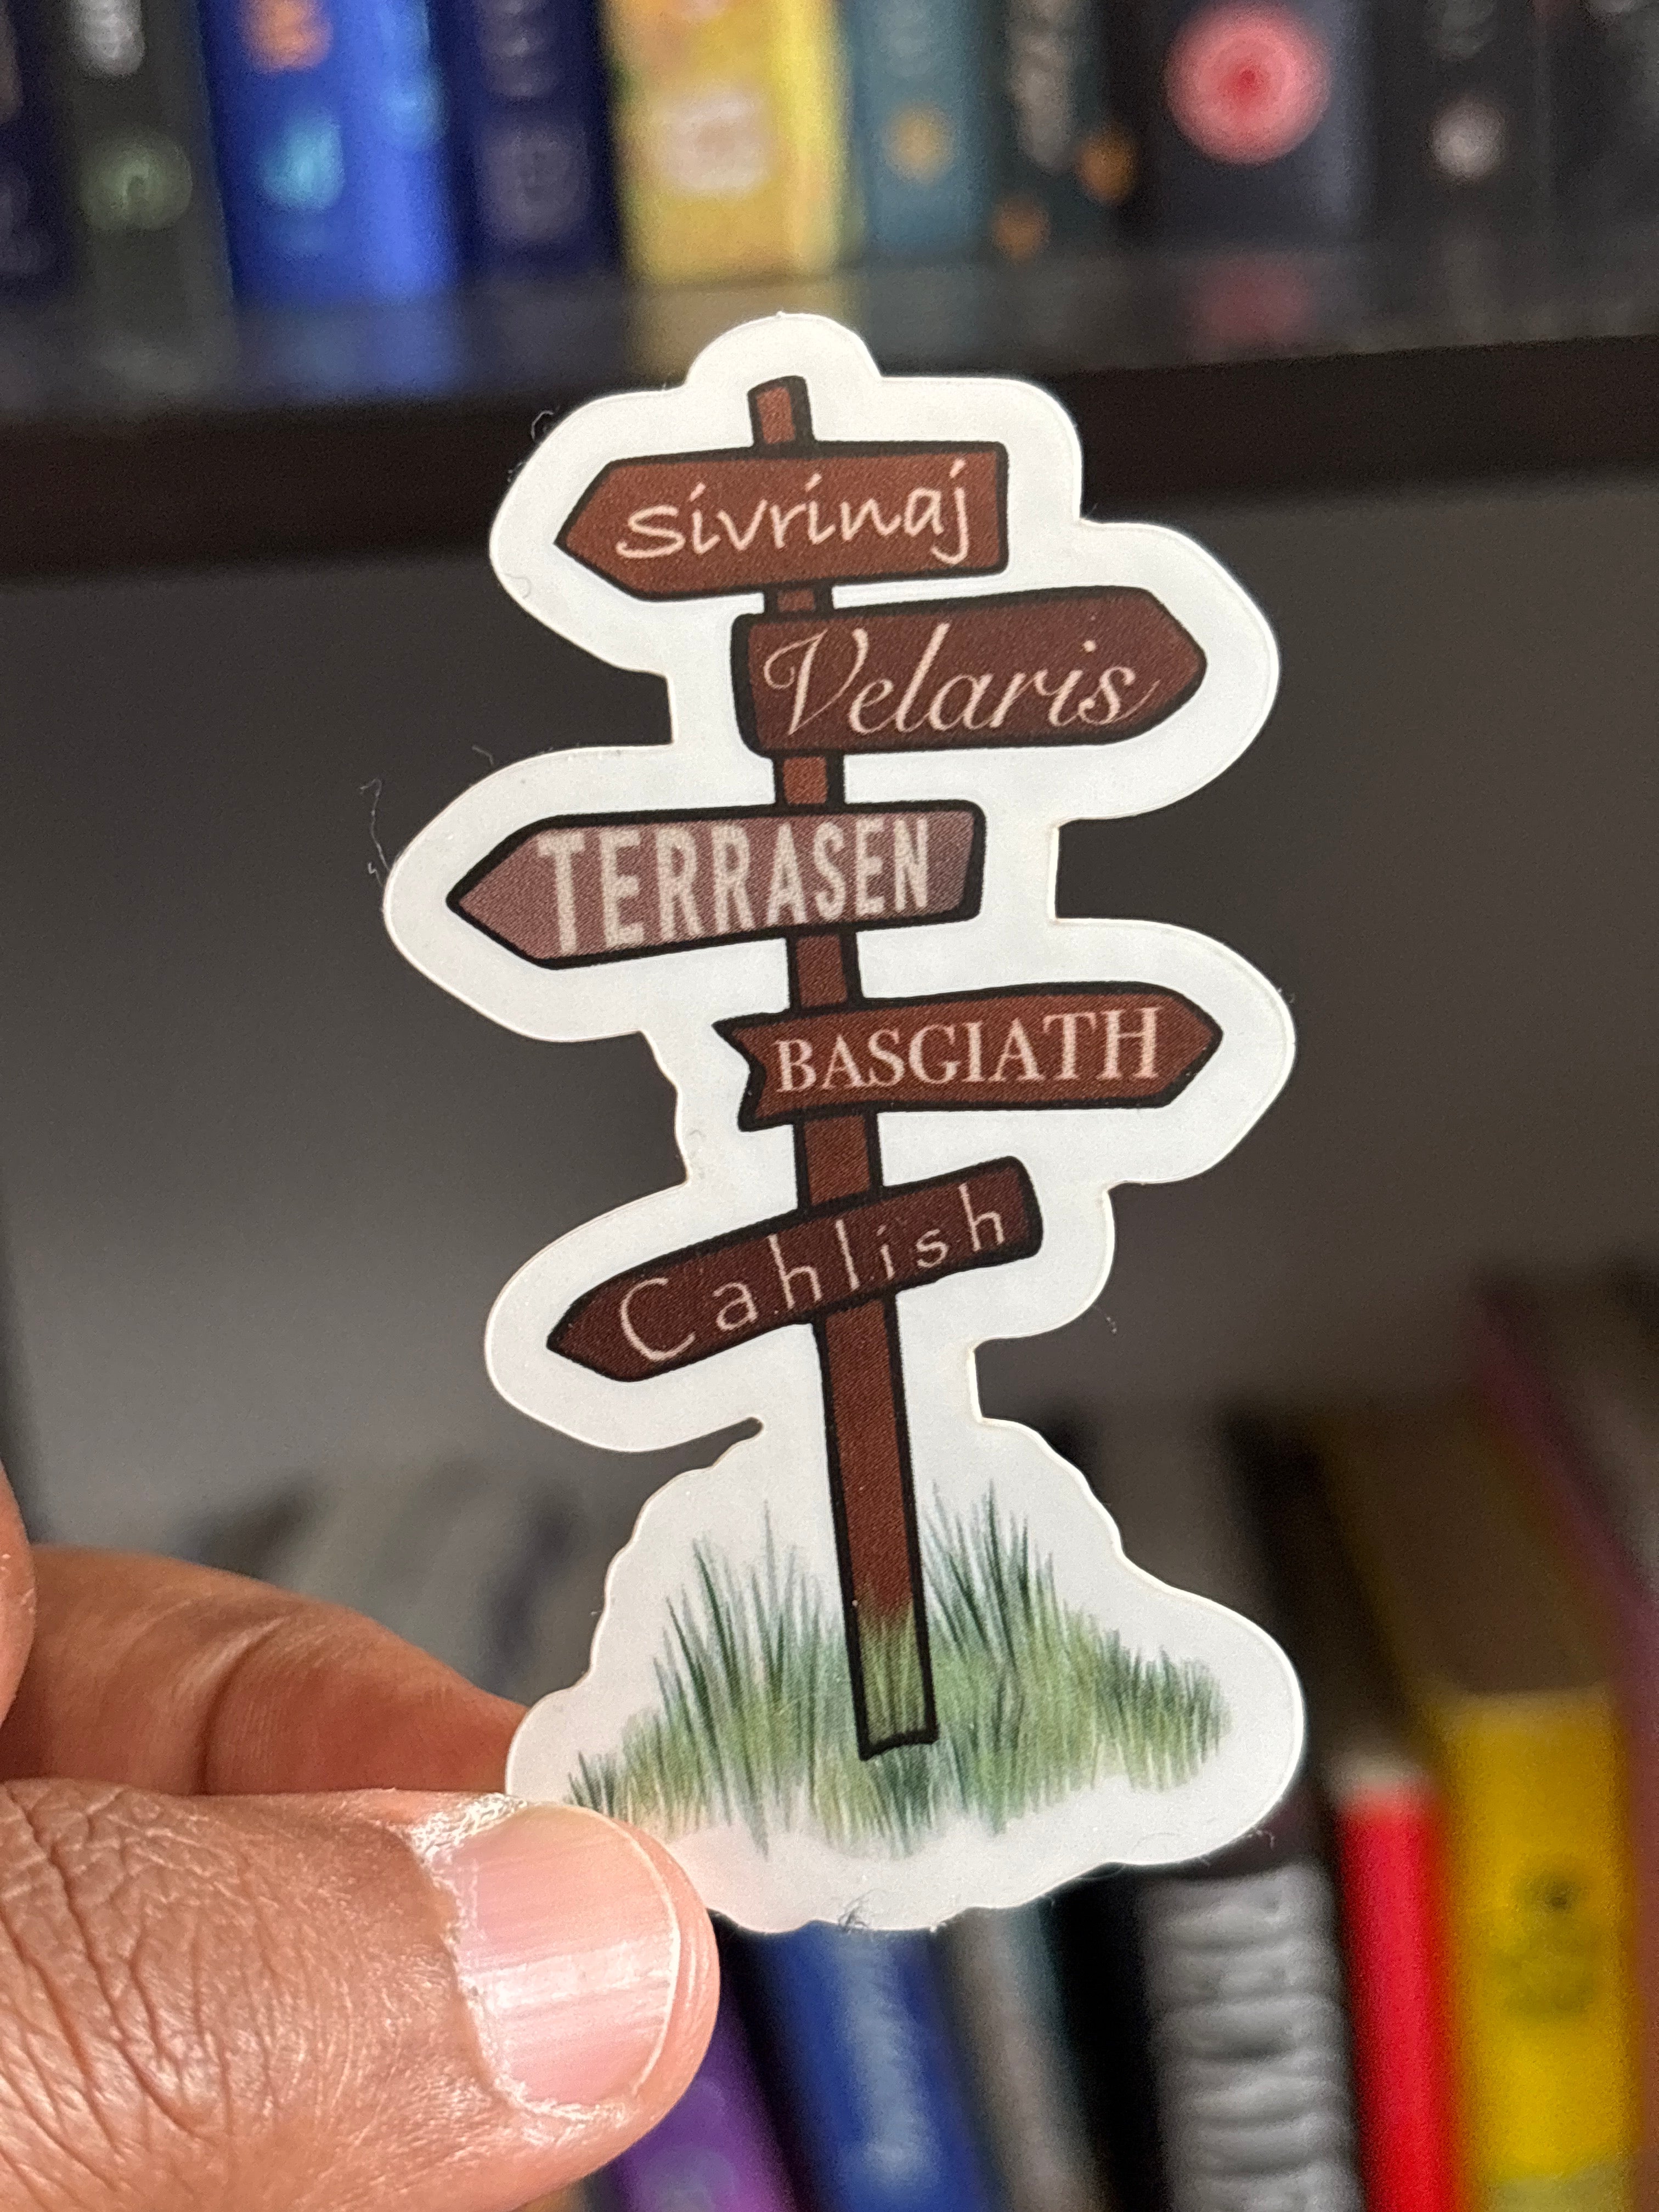 sivrinaj
Velaris
TERRASEN
BASGIATH
Cahlish